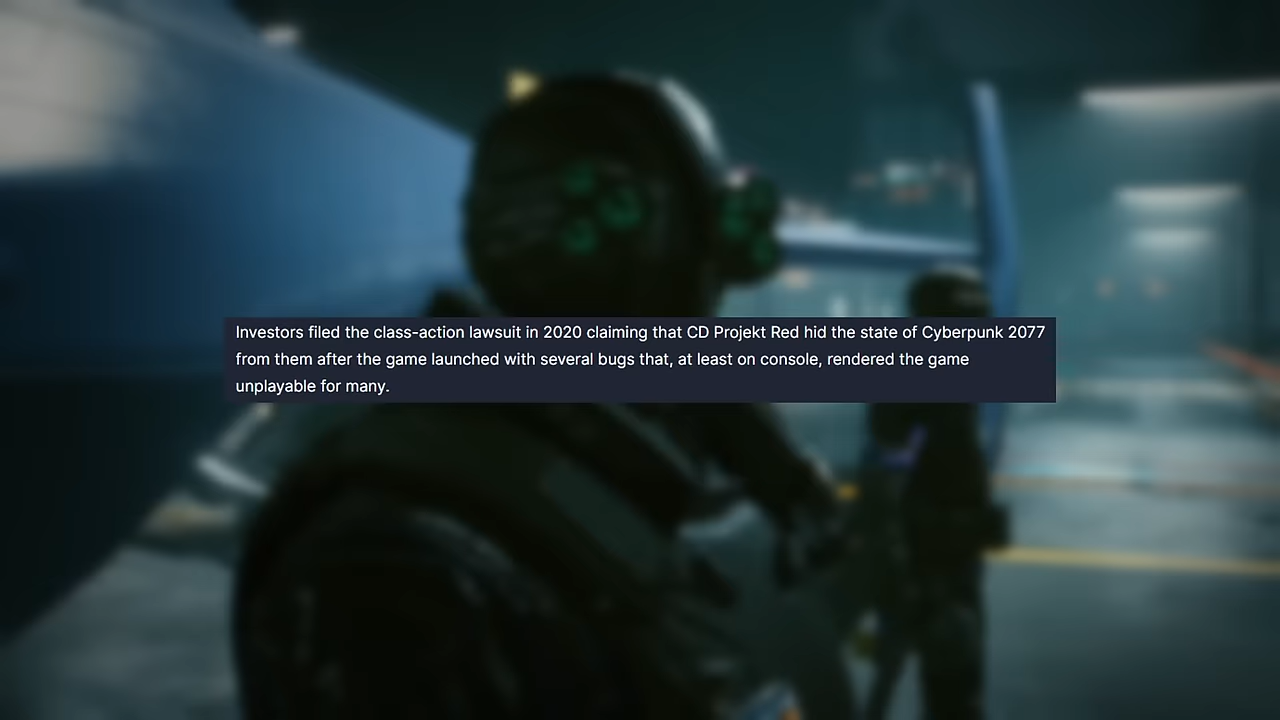 Investors filed the class-action lawsuit in 2020 claiming that CD Projekt Red hid the state of Cyberpunk 2077
from them after the game launched with several bugs that, at least on console, rendered the game
unplayable for many.